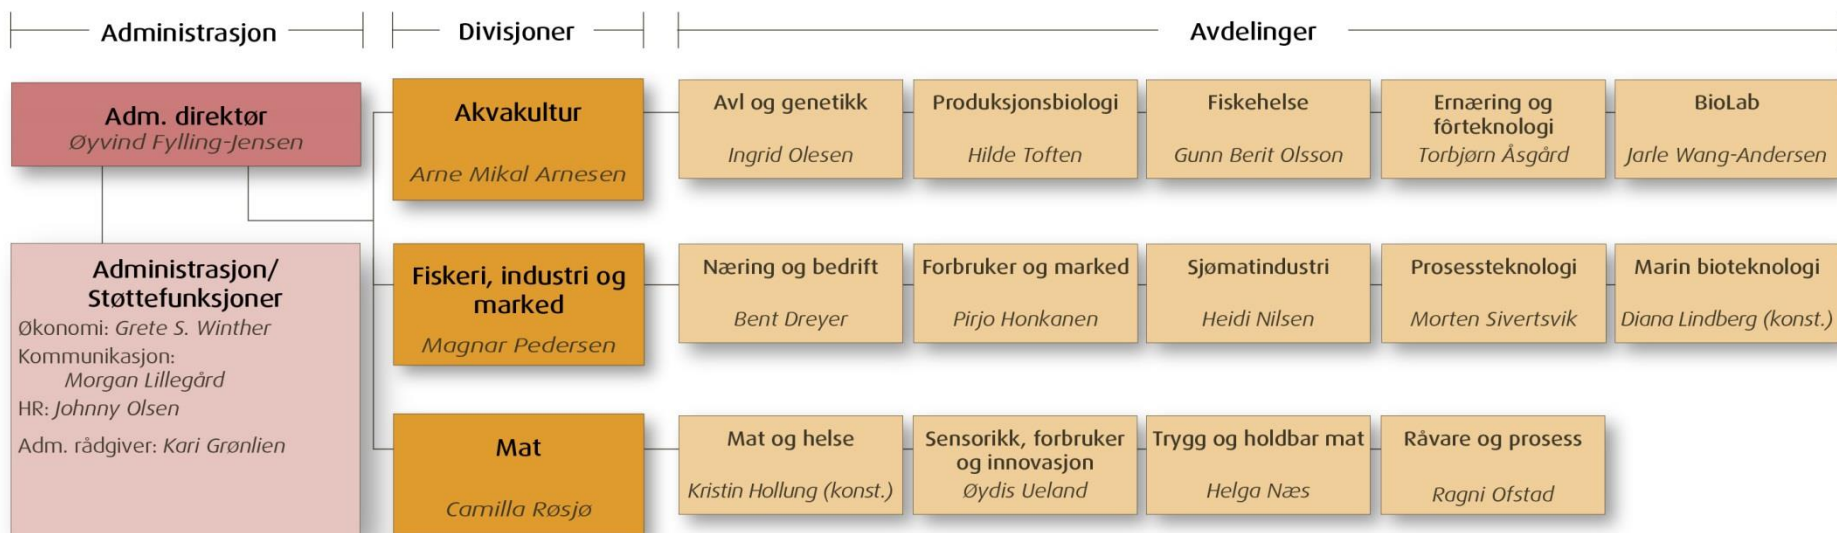 Administrasjon
Divisjoner
Avdelinger
Adm. direktør
Øyvind Fylling-Jensen
Administrasjon/
Støttefunksjoner
Økonomi: Grete S. Winther
Kommunikasjon:
Morgan Lillegård
HR: Johnny Olsen
Adm. rådgiver: Kari Grønlien
Akvakultur
Arne Mikal Arnesen
Avl og genetikk
Ingrid Olesen
Produksjonsbiologi
Hilde Toften
Fiskehelse
Gunn Berit Olsson
Ernæring og
fôrteknologi
Torbjørn Åsgård
BioLab
Jarle Wang-Andersen
Fiskeri, industri og
marked
Magnar Pedersen
Næring og bedrift
Bent Dreyer
Forbruker og marked
Pirjo Honkanen
Sjømatindustri
Heidi Nilsen
Prosessteknologi
Morten Sivertsvik
Marin bioteknologi
Diana Lindberg (konst.)
Mat
Camilla Røsjø
Mat og helse
Kristin Hollung (konst.)
Sensorikk, forbruker
og innovasjon
Øydis Ueland
Trygg og holdbar mat
Helga Næs
Råvare og prosess
Ragni Ofstad